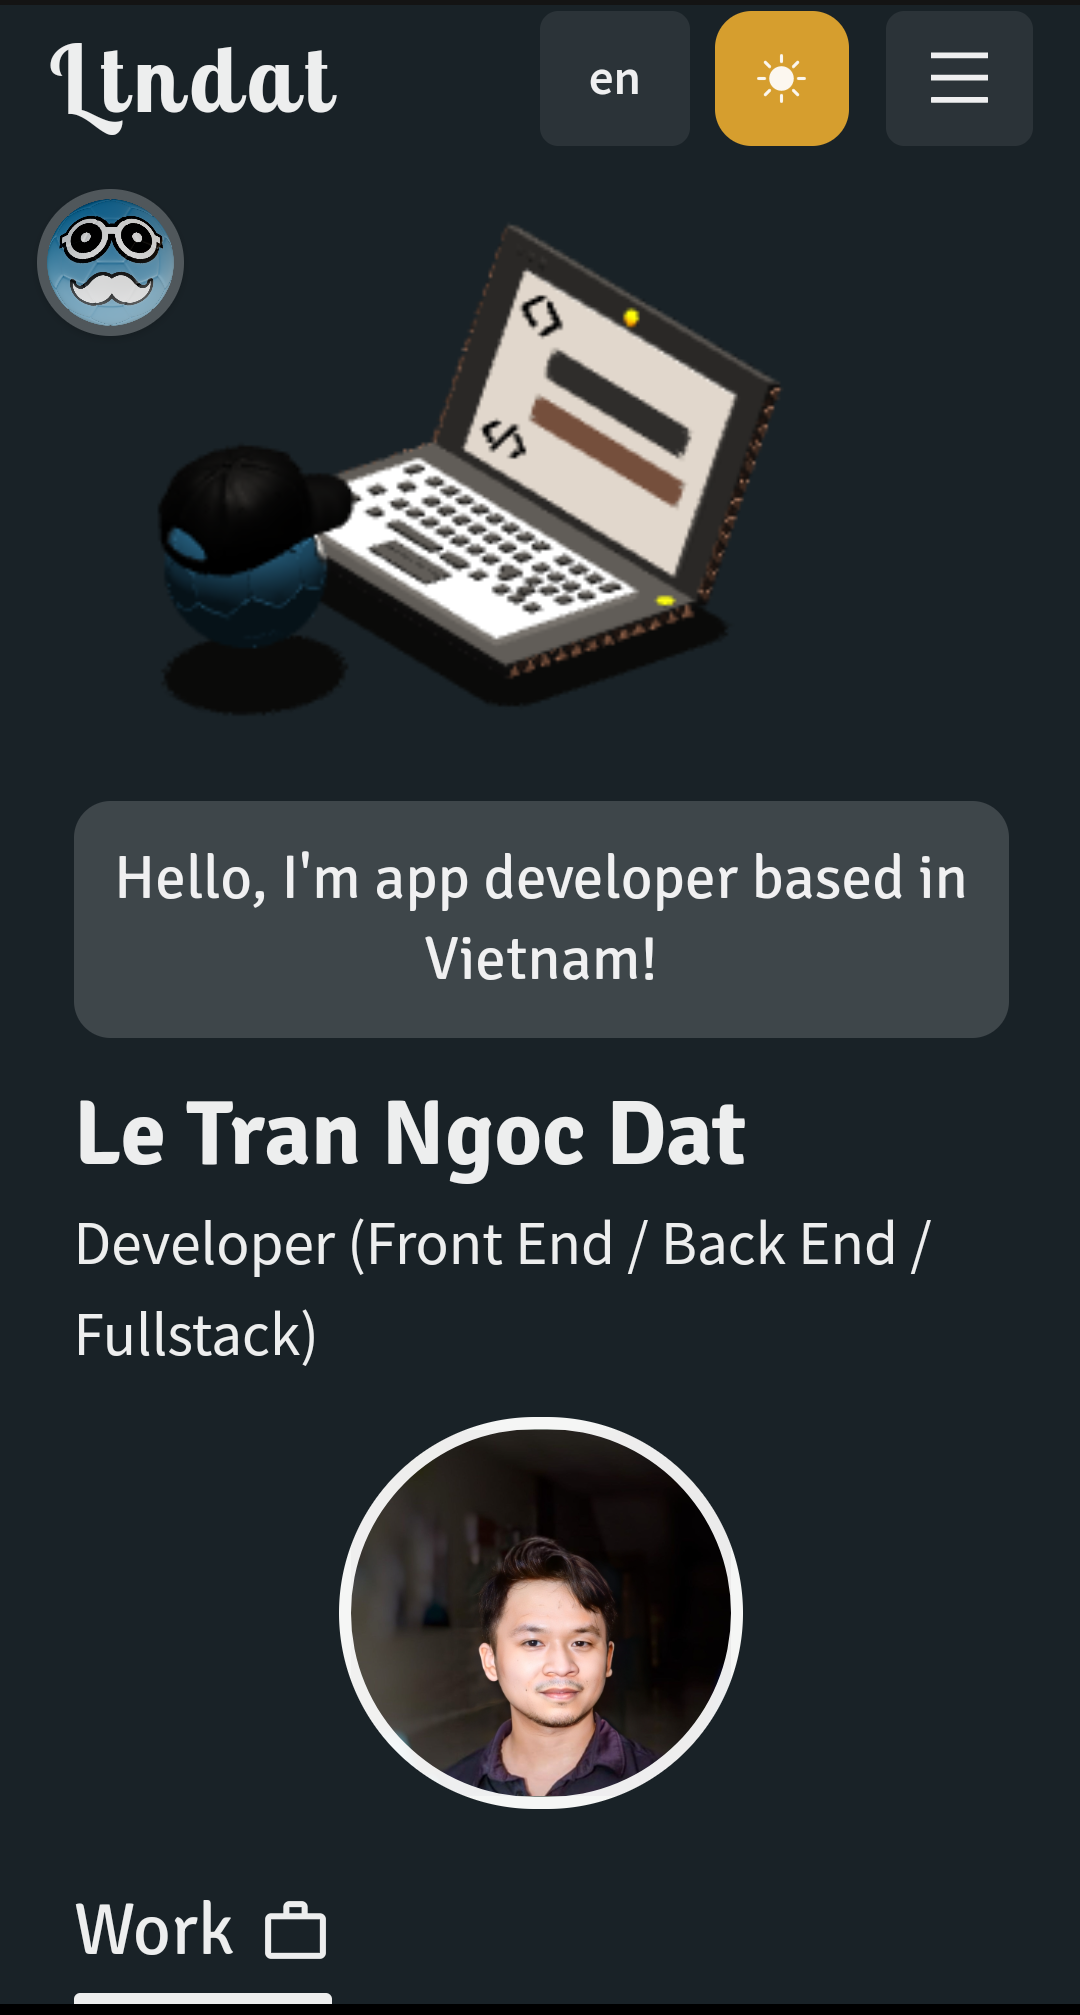 Ltndat
en
Hello, I'm app developer based in
Vietnam!
Le Tran Ngoc Dat
Developer (Front End / Back End /
Fullstack)
Work